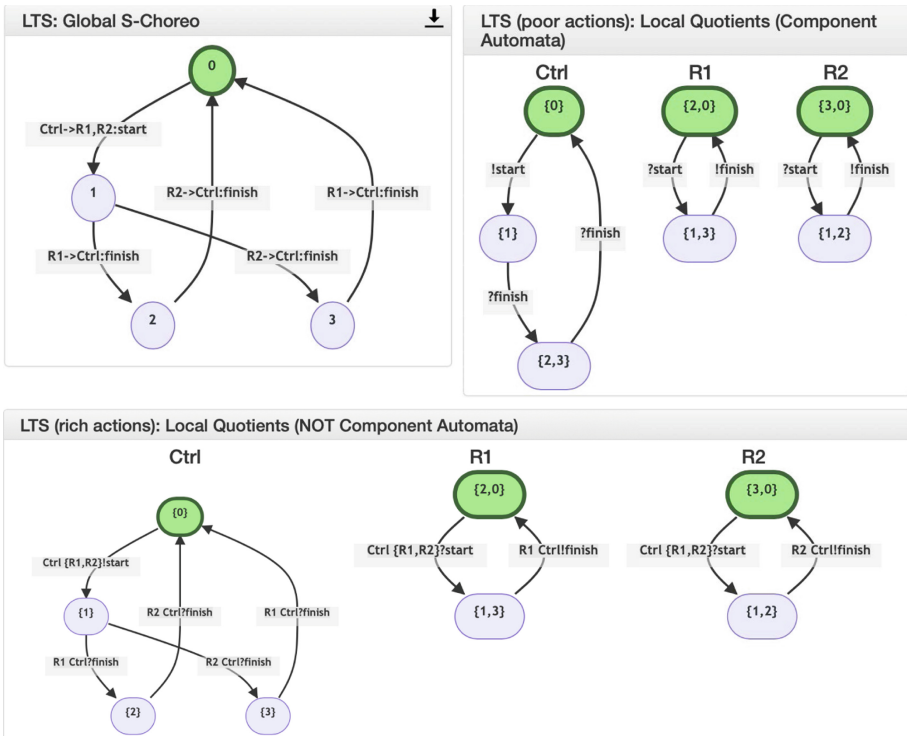 LTS: Global S-Choreo
0
Ctrl->R1,R2:start
1
R2->Ctrl:finish
R1->Ctrl:finish
R1->Ctrl:finish
R2->Ctrl:finish
2
3
LTS (poor actions): Local Quotients (Component
Automata)
Ctrl
R1
R2
{0}
{2,0}
{3,0}
!start
?start
!finish
?start
!finish
{1}
?finish
{1,3}
{1,2}
?finish
{2,3}
LTS (rich actions): Local Quotients (NOT Component Automata)
Ctrl
R1
R2
{0}
{2,0}
{3,0}
Ctrl {R1,R2}!start
Ctrl {R1,R2}?start
R1 Ctrl!finish
Ctrl {R1,R2}?start
R2 Ctrl!finish
{1}
R2 Ctrl?finish
R1 Ctrl?finish
{1,3}
{1,2}
R1 Ctrl?finish
R2 Ctrl?finish
{2}
{3}